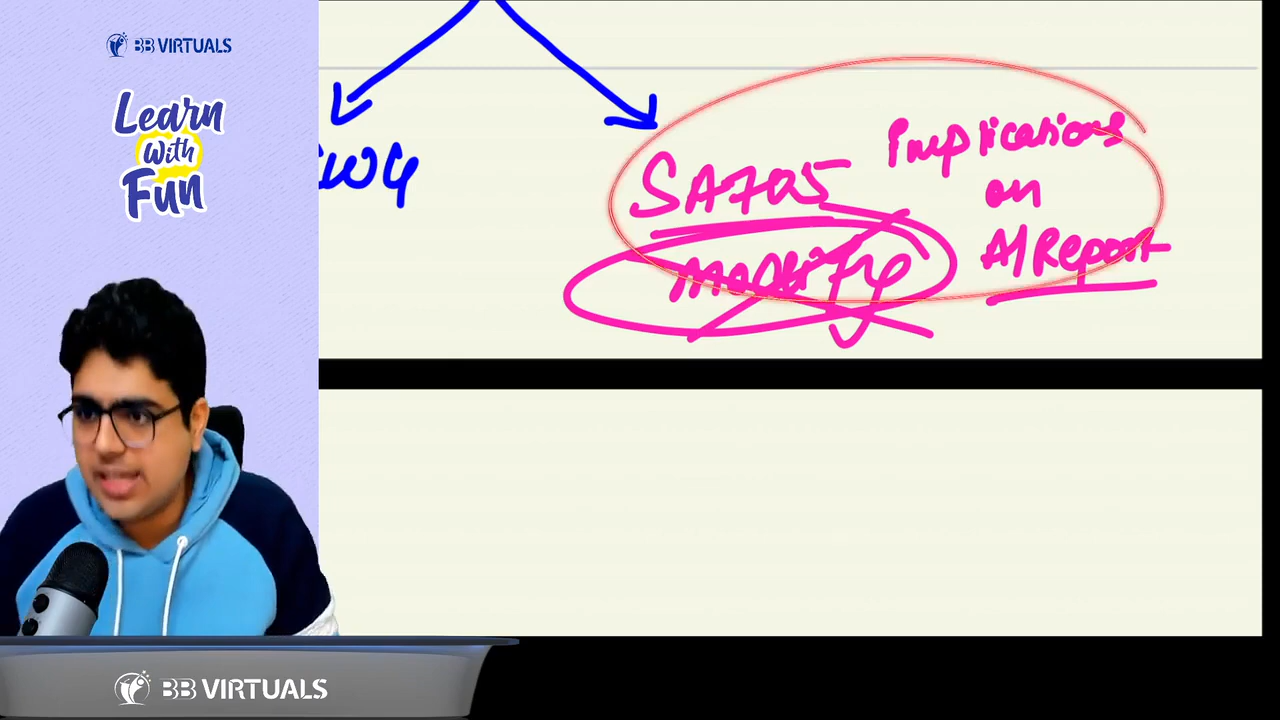 BB VIRTUALS
Learn
With
Fun
SA705
Implications
on
A/Report
Modify
BB VIRTUALS